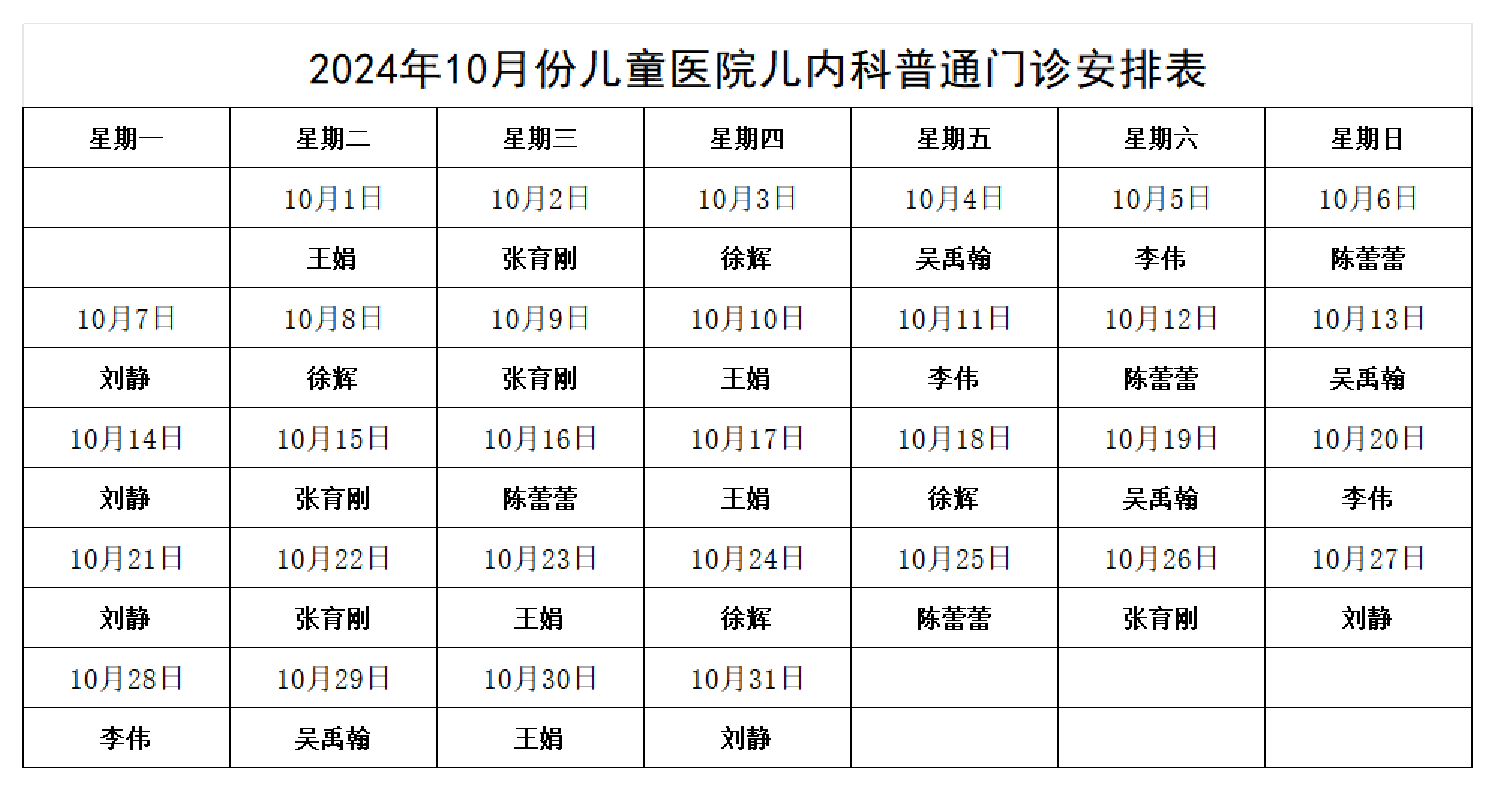 2024年10月份儿童医院儿内科普通门诊安排表
星期一 星期二 星期三 星期四 星期五 星期六 星期日
10月1日 10月2日 10月3日 10月4日 10月5日 10月6日
王娟 张育刚 徐辉 吴禹翰 李伟 陈蕾蕾
10月7日 10月8日 10月9日 10月10日 10月11日 10月12日 10月13日
刘静 徐辉 张育刚 王娟 李伟 陈蕾蕾 吴禹翰
10月14日 10月15日 10月16日 10月17日 10月18日 10月19日 10月20日
刘静 张育刚 陈蕾蕾 王娟 徐辉 吴禹翰 李伟
10月21日 10月22日 10月23日 10月24日 10月25日 10月26日 10月27日
刘静 张育刚 王娟 徐辉 陈蕾蕾 张育刚 刘静
10月28日 10月29日 10月30日 10月31日
李伟 吴禹翰 王娟 刘静